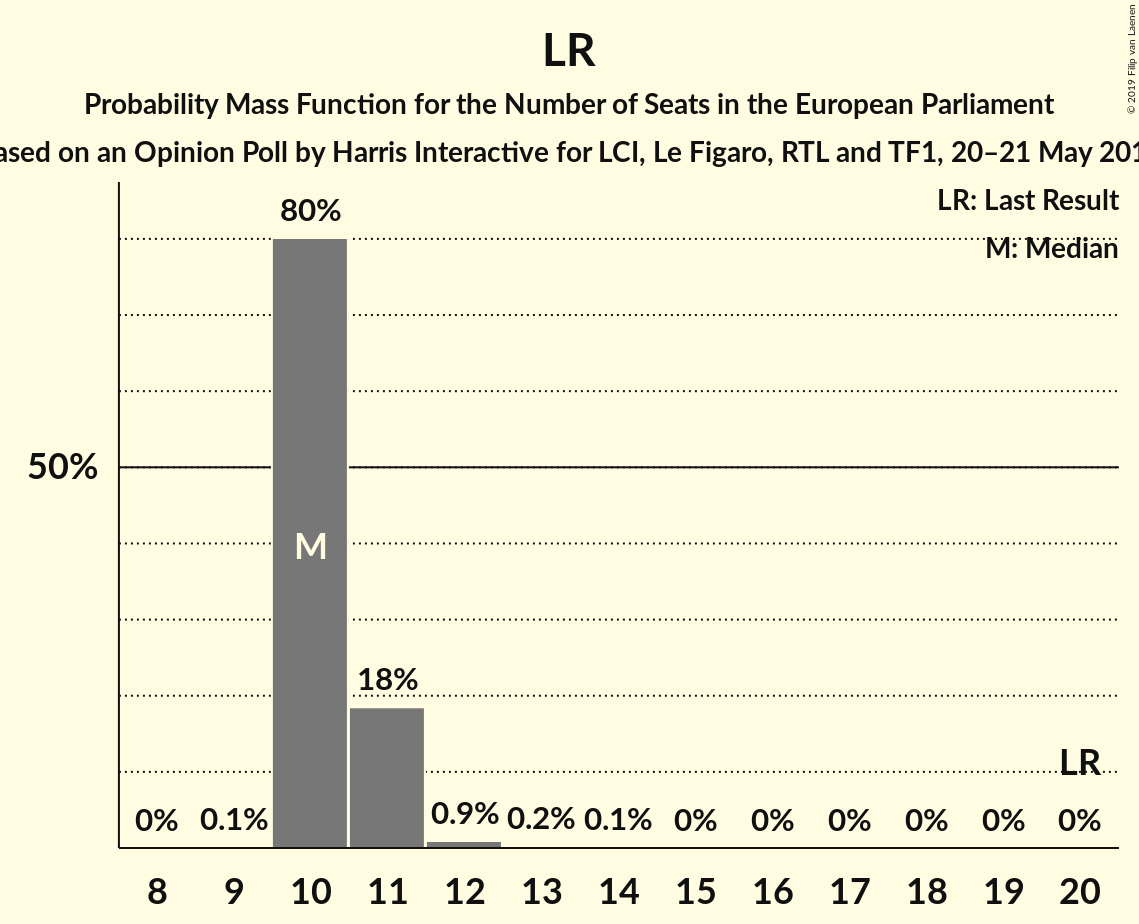 LR
Probability Mass Function for the Number of Seats in the European Parliament
ased on an Opinion Poll by Harris Interactive for LCI, Le Figaro, RTL and TF1, 20–21 May 201
© 2019 Filip van Laenen
LR: Last Result
M: Median
80%
50%
M
18%
LR
0% 0.1% 0.9% 0.2% 0.1% 0% 0% 0% 0% 0% 0%
8 9 10 11 12 13 14 15 16 17 18 19 20